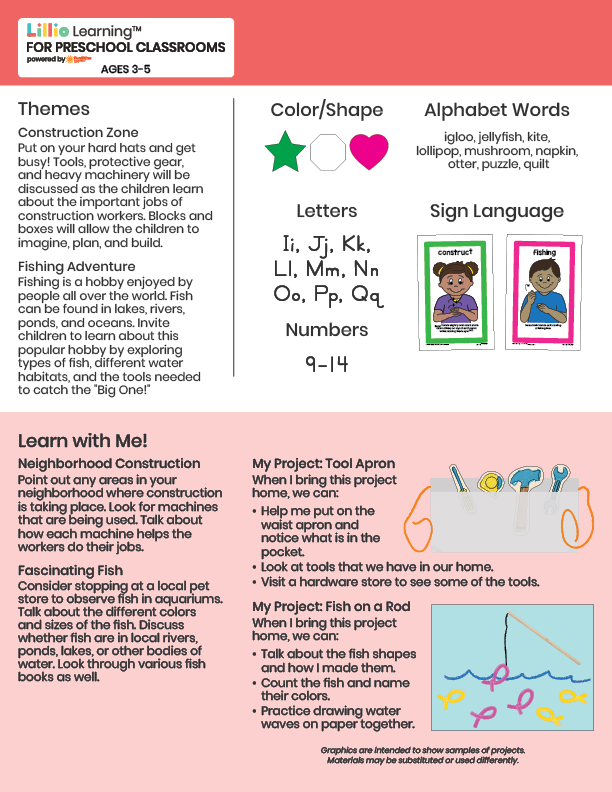 Lillio Learning™
FOR PRESCHOOL CLASSROOMS
powered by
AGES 3-5
Themes
Construction Zone
Put on your hard hats and get
busy! Tools, protective gear,
and heavy machinery will be
discussed as the children learn
about the important jobs of
construction workers. Blocks and
boxes will allow the children to
imagine, plan, and build.
Fishing Adventure
Fishing is a hobby enjoyed by
people all over the world. Fish
can be found in lakes, rivers,
ponds, and oceans. Invite
children to learn about this
popular hobby by exploring
types of fish, different water
habitats, and the tools needed
to catch the "Big One!"
Color/Shape
Letters
Ii, Jj, Kk,
Ll, Mm, Nn
Oo, Pp, Qq
Numbers
9-14
Alphabet Words
igloo, jellyfish, kite,
lollipop, mushroom, napkin,
otter, puzzle, quilt
Sign Language
construct
fishing
Learn with Me!
Neighborhood Construction
Point out any areas in your
neighborhood where construction
is taking place. Look for machines
that are being used. Talk about
how each machine helps the
workers do their jobs.
Fascinating Fish
Consider stopping at a local pet
store to observe fish in aquariums.
Talk about the different colors
and sizes of the fish. Discuss
whether fish are in local rivers,
ponds, lakes, or other bodies of
water. Look through various fish
books as well.
My Project: Tool Apron
When I bring this project
home, we can:
• Help me put on the
waist apron and
notice what is in the
pocket.
• Look at tools that we have in our home.
• Visit a hardware store to see some of the tools.
My Project: Fish on a Rod
When I bring this project
home, we can:
• Talk about the fish shapes
and how I made them.
• Count the fish and name
their colors.
• Practice drawing water
waves on paper together.
Graphics are intended to show samples of projects.
Materials may be substituted or used differently.